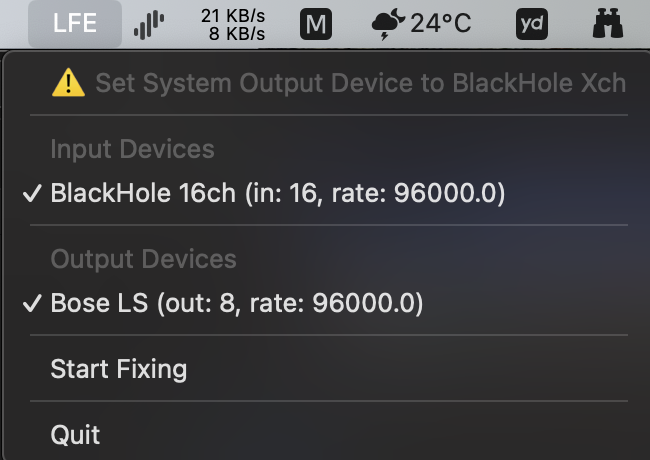 LFE
21 KB/s
8 KB/s
M
24°C
yd
⚠️ Set System Output Device to BlackHole Xch
Input Devices
✓ BlackHole 16ch (in: 16, rate: 96000.0)
Output Devices
✓ Bose LS (out: 8, rate: 96000.0)
Start Fixing
Quit